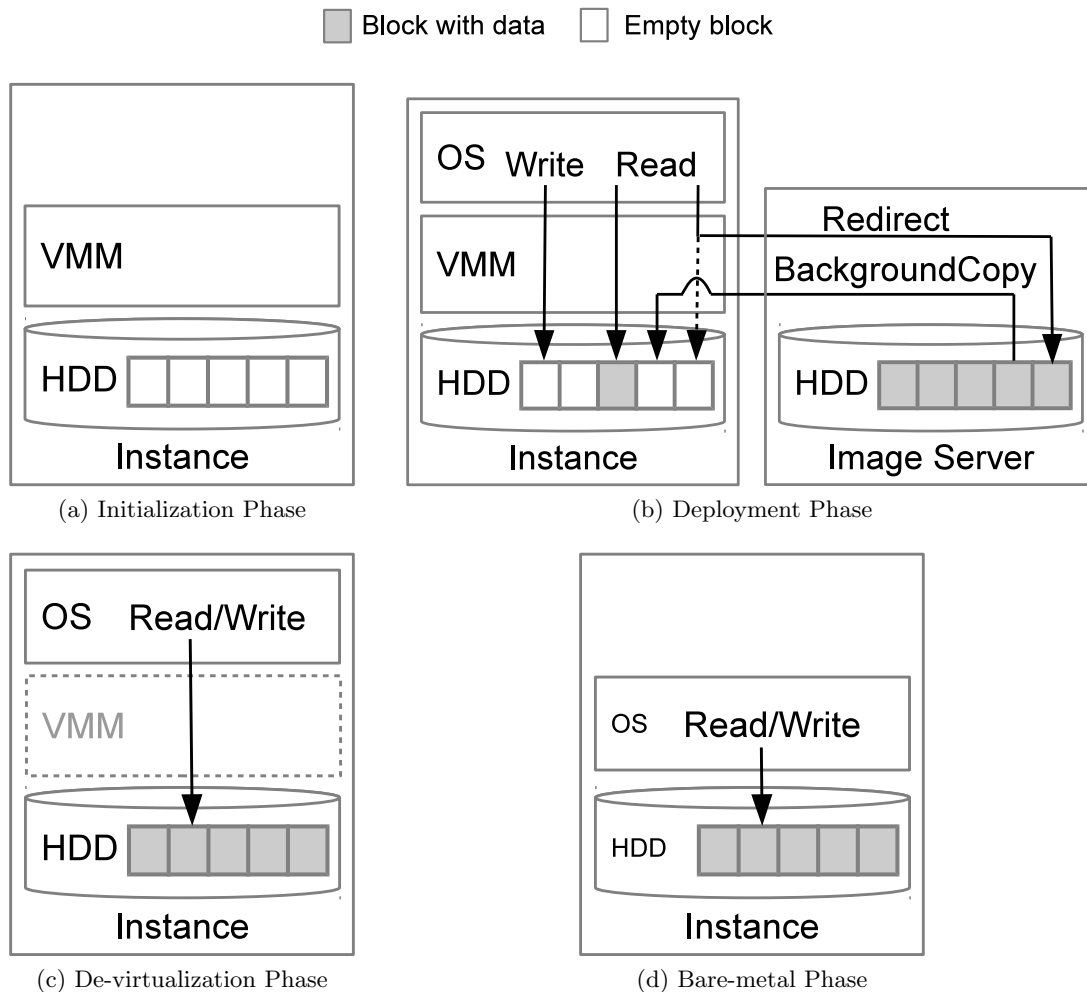 Block with data Empty block
VMM
HDD
Instance
(a) Initialization Phase
OS Write Read
VMM
HDD
Instance
Redirect
BackgroundCopy
HDD
Image Server
(b) Deployment Phase
OS Read/Write
VMM
HDD
Instance
(c) De-virtualization Phase
OS Read/Write
HDD
Instance
(d) Bare-metal Phase